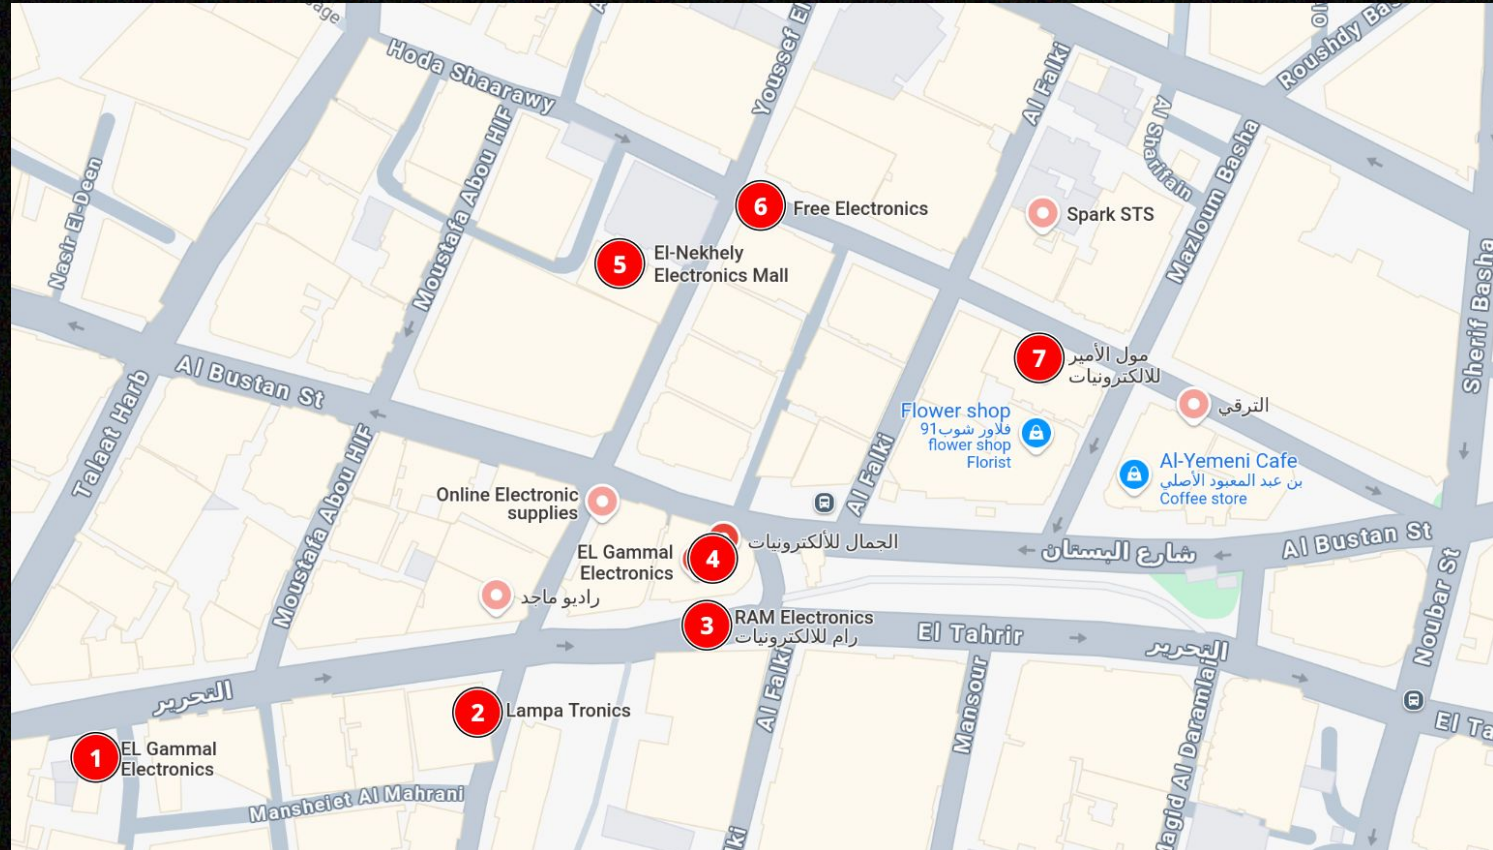 Hoda Shaarawy
Youssef El
Al Falki
Roushdy Bas
Al Sharifain
Nasir El-Deen
Moustafa Abou HIF
Mazloum Basha
6
Free Electronics
Spark STS
5
El-Nekhely
Electronics Mall
Sherif Basha
Al Bustan St
Talaat Harb
7
مول الأمير
للالكترونيات
الترقي
Flower shop
فلاور شوب91
flower shop
Florist
Al Falki
Al-Yemeni Cafe
بن عبد المعبود الأصلي
Coffee store
Moustafa Abou HIF
Online Electronic
supplies
EL Gammal
Electronics
4
الجمال للألكترونيات
شارع البستان
Al Bustan St
راديو ماجد
3
RAM Electronics
رام للالكترونيات
El Tahrir
التحرير
Noubar St
التحرير
2
Lampa Tronics
Al Falki
Mansour
Magid Al Daramlai
El Ta
1
EL Gammal
Electronics
Mansheiet Al Mahrani
lki